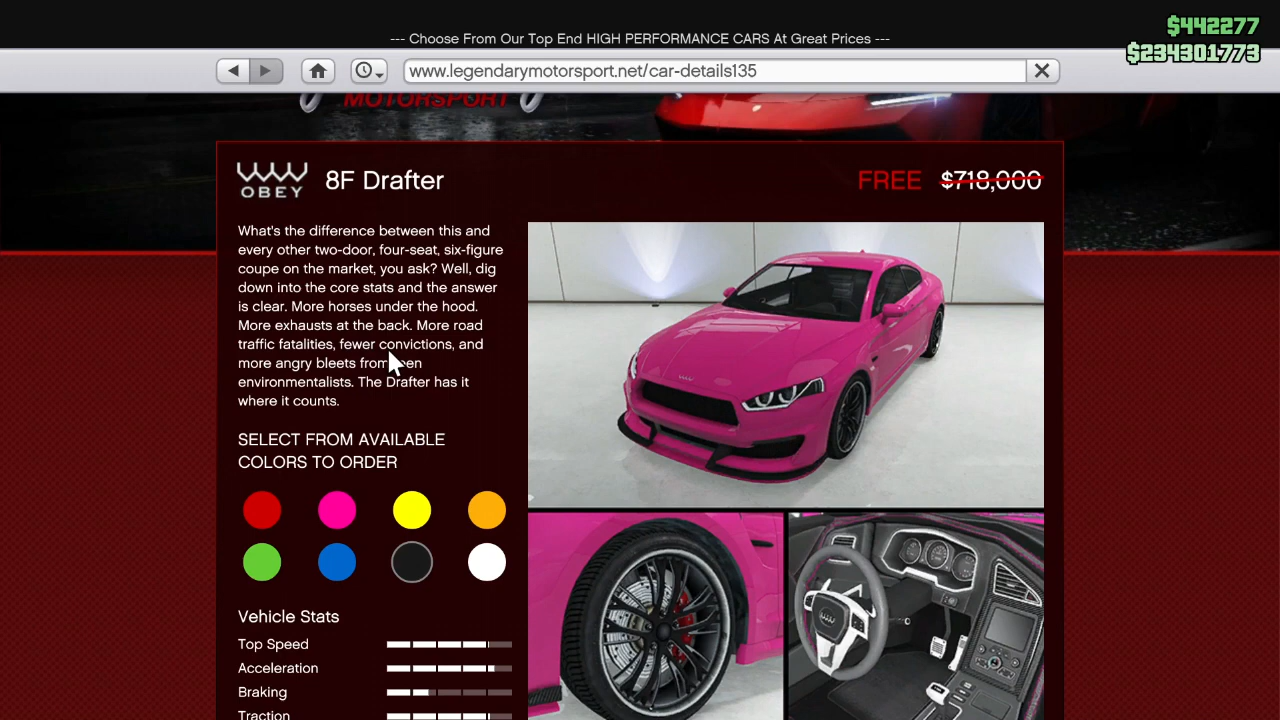 $442277
--- Choose From Our Top End HIGH PERFORMANCE CARS At Great Prices ---
$234301773
www.legendarymotorsport.net/car-details135
MOTORSPORT
OBEY
8F Drafter
FREE $718,000
What's the difference between this and
every other two-door, four-seat, six-figure
coupe on the market, you ask? Well, dig
down into the core stats and the answer
is clear. More horses under the hood.
More exhausts at the back. More road
traffic fatalities, fewer convictions, and
more angry bleets from
environmentalists. The Drafter has it
where it counts.
SELECT FROM AVAILABLE
COLORS TO ORDER
Vehicle Stats
Top Speed
Acceleration
Braking
Traction